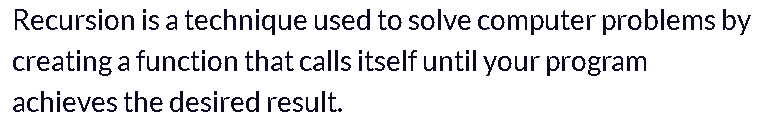 Recursion is a technique used to solve computer problems by
creating a function that calls itself until your program
achieves the desired result.